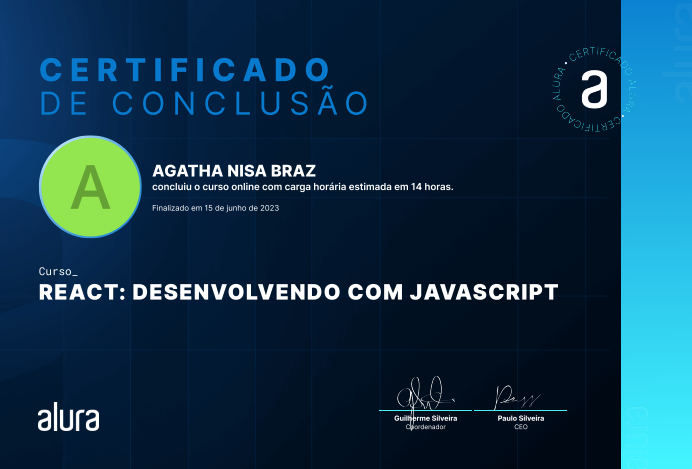 CERTIFICADO
DE CONCLUSÃO
CERTIFICADO ALURA • CERTIFICADO ALURA •
a
A
AGATHA NISA BRAZ
concluiu o curso online com carga horária estimada em 14 horas.
Finalizado em 15 de junho de 2023
Curso_
REACT: DESENVOLVENDO COM JAVASCRIPT
alura
Guilherme Silveira
Coordenador
Paulo Silveira
CEO
alura